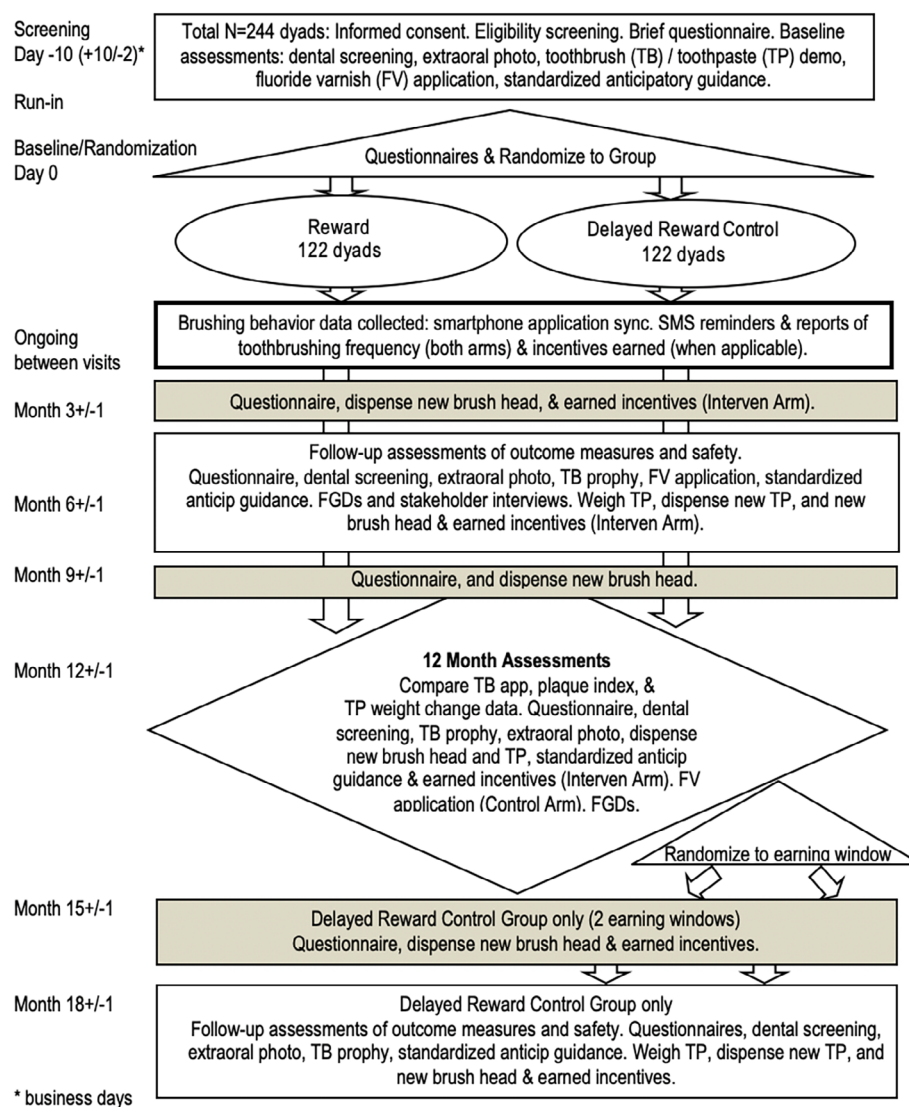 Screening
Day -10 (+10/-2)*
Total N=244 dyads: Informed consent. Eligibility screening. Brief questionnaire. Baseline
assessments: dental screening, extraoral photo, toothbrush (TB) / toothpaste (TP) demo,
fluoride varnish (FV) application, standardized anticipatory guidance.
Run-in
Baseline/Randomization
Day 0
Questionnaires & Randomize to Group
Reward
122 dyads
Delayed Reward Control
122 dyads
Ongoing
between visits
Brushing behavior data collected: smartphone application sync. SMS reminders & reports of
toothbrushing frequency (both arms) & incentives earned (when applicable).
Month 3+/-1
Questionnaire, dispense new brush head, & earned incentives (Interven Arm).
Month 6+/-1
Follow-up assessments of outcome measures and safety.
Questionnaire, dental screening, extraoral photo, TB prophy, FV application, standardized
anticip guidance. FGDs and stakeholder interviews. Weigh TP, dispense new TP, and new
brush head & earned incentives (Interven Arm).
Month 9+/-1
Questionnaire, and dispense new brush head.
Month 12+/-1
12 Month Assessments
Compare TB app, plaque index, &
TP weight change data. Questionnaire, dental
screening, TB prophy, extraoral photo, dispense
new brush head and TP, standardized anticip
guidance & earned incentives (Interven Arm). FV
application (Control Arm). FGDs.
Randomize to earning window
Month 15+/-1
Delayed Reward Control Group only (2 earning windows)
Questionnaire, dispense new brush head & earned incentives.
Month 18+/-1
Delayed Reward Control Group only
Follow-up assessments of outcome measures and safety. Questionnaires, dental screening,
extraoral photo, TB prophy, standardized anticip guidance. Weigh TP, dispense new TP, and
new brush head & earned incentives.
* business days